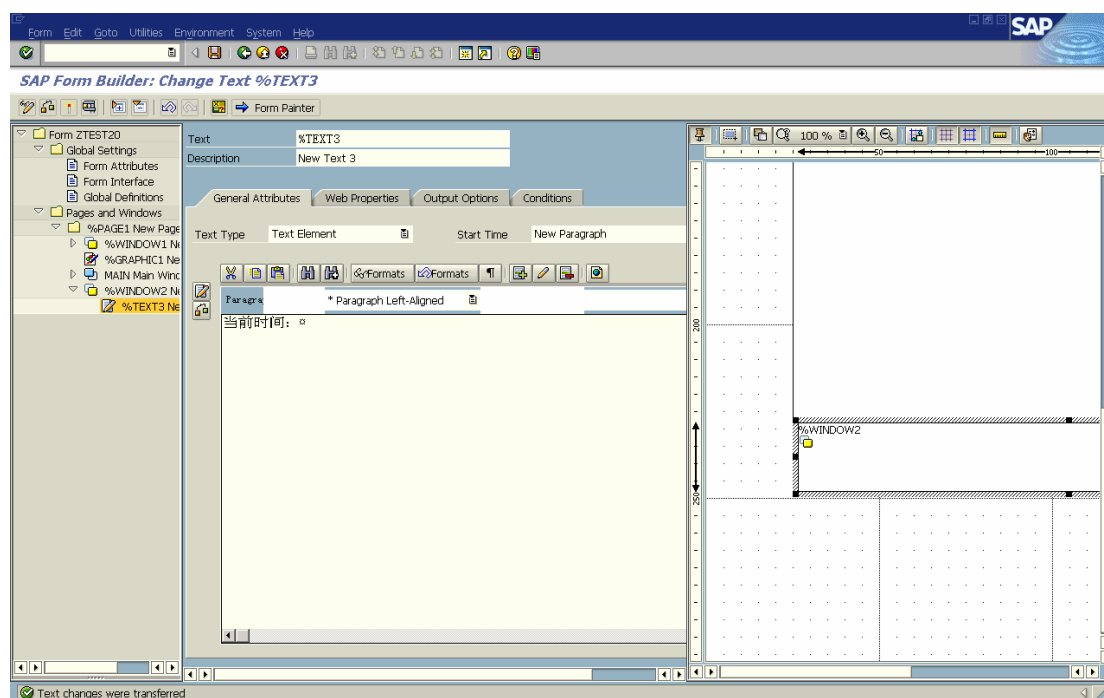 Form Edit Goto Utilities Environment System Help
SAP
SAP Form Builder: Change Text %TEXT3
Form Painter
Form ZTEST20
Global Settings
Form Attributes
Form Interface
Global Definitions
Pages and Windows
%PAGE1 New Page
%WINDOW1 Ne
%GRAPHIC1 Ne
MAIN Main Winc
%WINDOW2 Ne
%TEXT3 Ne
Text %TEXT3
Description New Text 3
General Attributes Web Properties Output Options Conditions
Text Type Text Element Start Time New Paragraph
Formats Formats ¶
Paragra * Paragraph Left-Aligned
当前时间：¤
100 %
50 100
200
%WINDOW2
250
Text changes were transferred